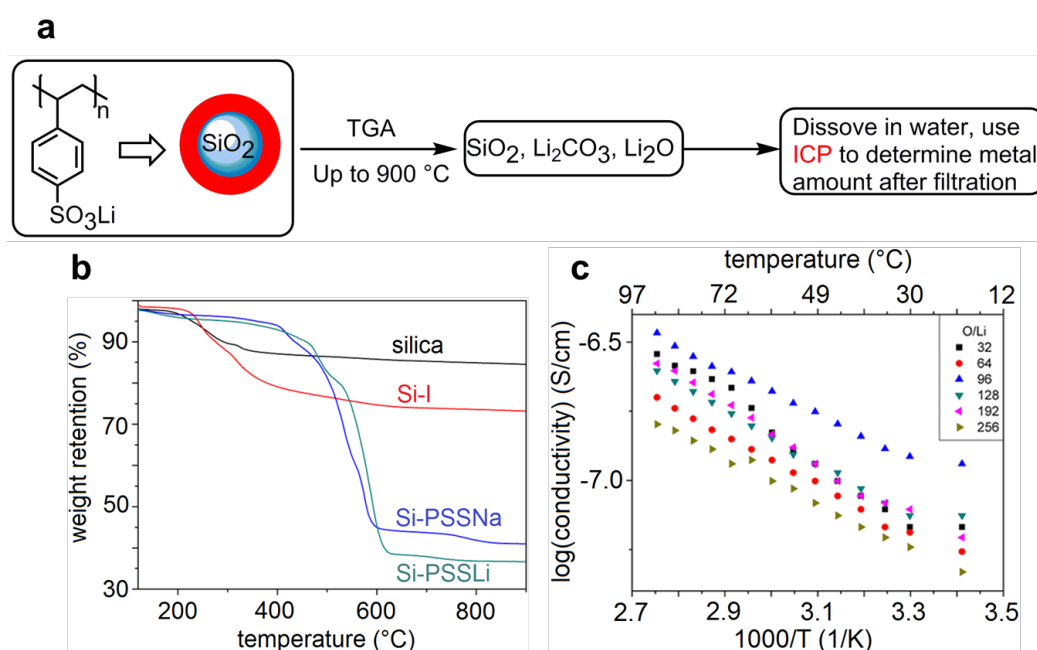 a
n
SO₃Li
SiO₂
TGA
Up to 900 °C
SiO₂, Li₂CO₃, Li₂O
Dissove in water, use
ICP to determine metal
amount after filtration
b
weight retention (%)
90
70
50
30
silica
Si-I
Si-PSSNa
Si-PSSLi
200 400 600 800
temperature (°C)
c
temperature (°C)
97 72 49 30 12
log(conductivity) (S/cm)
-6.5
-7.0
O/Li
32
64
96
128
192
256
2.7 2.9 3.1 3.3 3.5
1000/T (1/K)